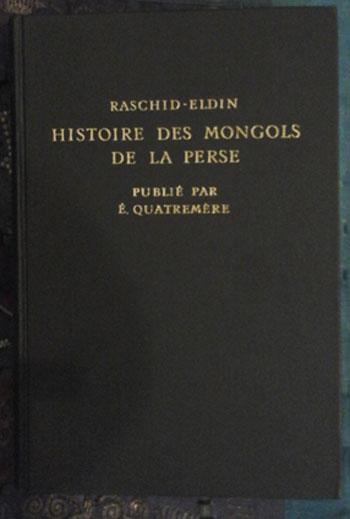 RASCHID-ELDIN
HISTOIRE DES MONGOLS
DE LA PERSE
PUBLIÉ PAR
É. QUATREMÈRE